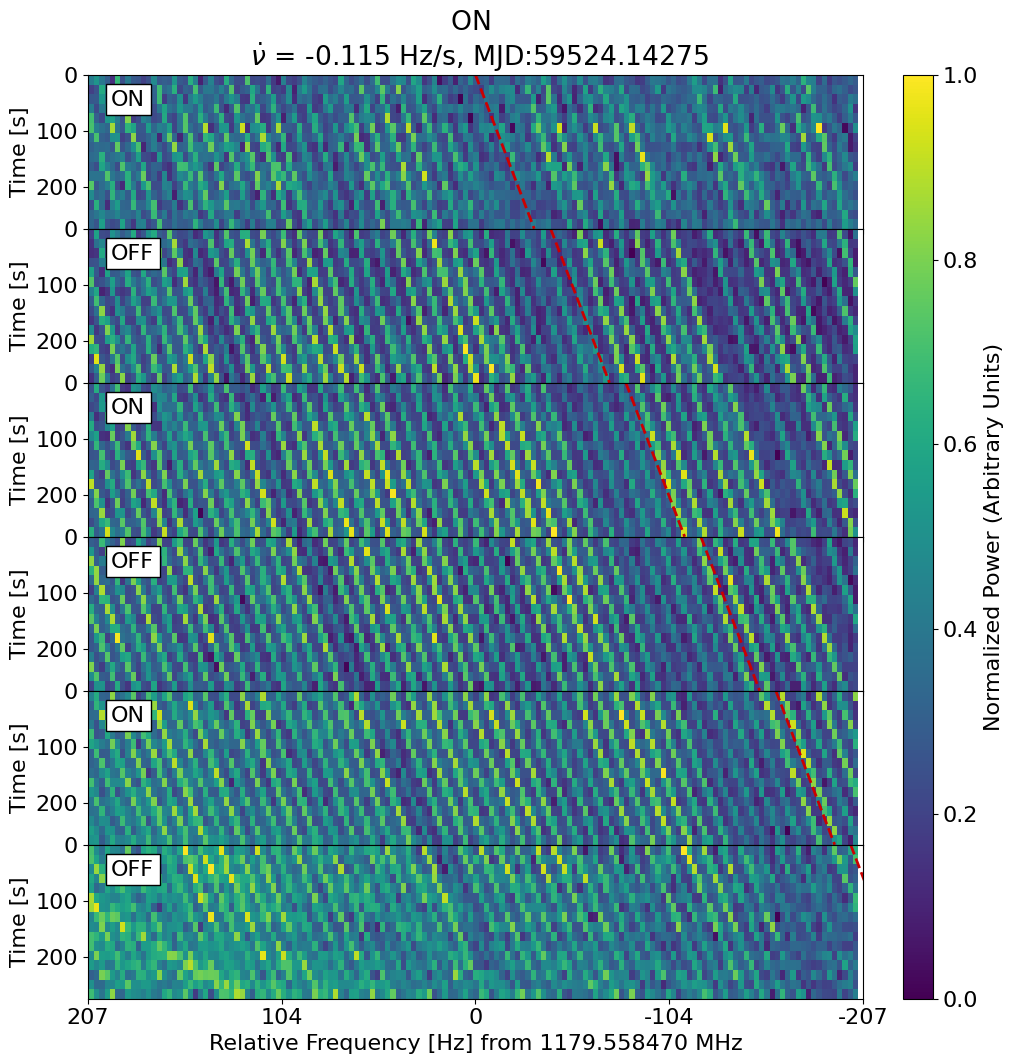 ON
ν̇ = -0.115 Hz/s, MJD:59524.14275
0
100
200
Time [s]
ON
0
100
200
Time [s]
OFF
0
100
200
Time [s]
ON
0
100
200
Time [s]
OFF
0
100
200
Time [s]
ON
0
100
200
Time [s]
OFF
207 104 0 -104 -207
Relative Frequency [Hz] from 1179.558470 MHz
1.0
0.8
0.6
0.4
0.2
0.0
Normalized Power (Arbitrary Units)